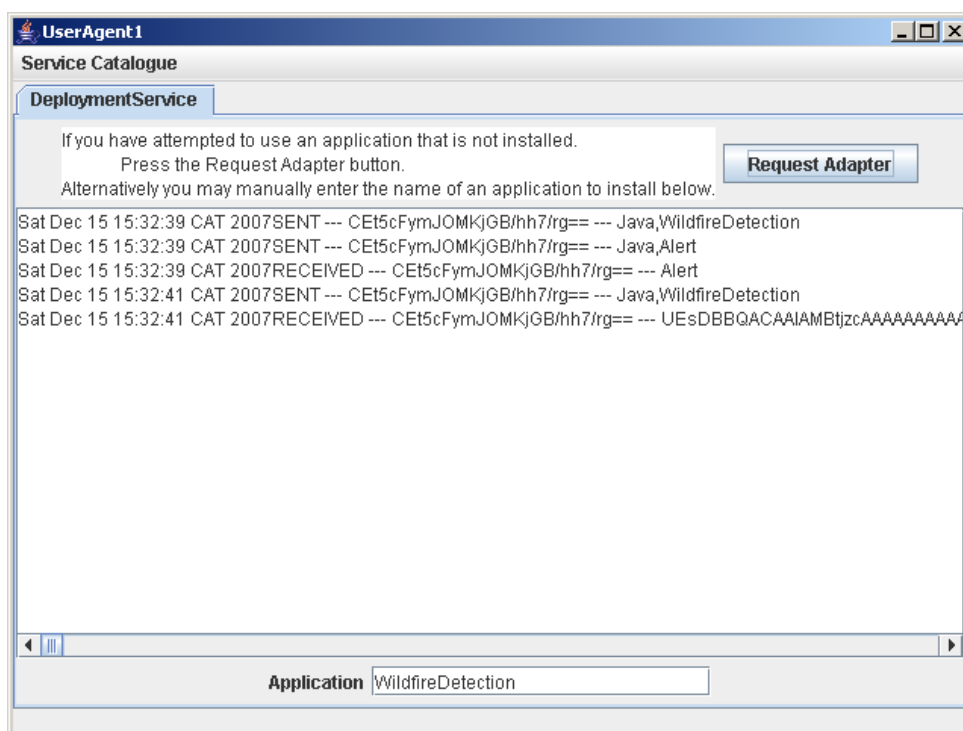 UserAgent1
Service Catalogue
DeploymentService
If you have attempted to use an application that is not installed.
Press the Request Adapter button.
Alternatively you may manually enter the name of an application to install below.
Request Adapter
Sat Dec 15 15:32:39 CAT 2007SENT --- CEt5cFymJOMKjGB/hh7/rg== --- Java,WildfireDetection
Sat Dec 15 15:32:39 CAT 2007SENT --- CEt5cFymJOMKjGB/hh7/rg== --- Java,Alert
Sat Dec 15 15:32:39 CAT 2007RECEIVED --- CEt5cFymJOMKjGB/hh7/rg== --- Alert
Sat Dec 15 15:32:41 CAT 2007SENT --- CEt5cFymJOMKjGB/hh7/rg== --- Java,WildfireDetection
Sat Dec 15 15:32:41 CAT 2007RECEIVED --- CEt5cFymJOMKjGB/hh7/rg== --- UEsDBBQACAAIAMBtjzcAAAAAAAAA
Application WildfireDetection